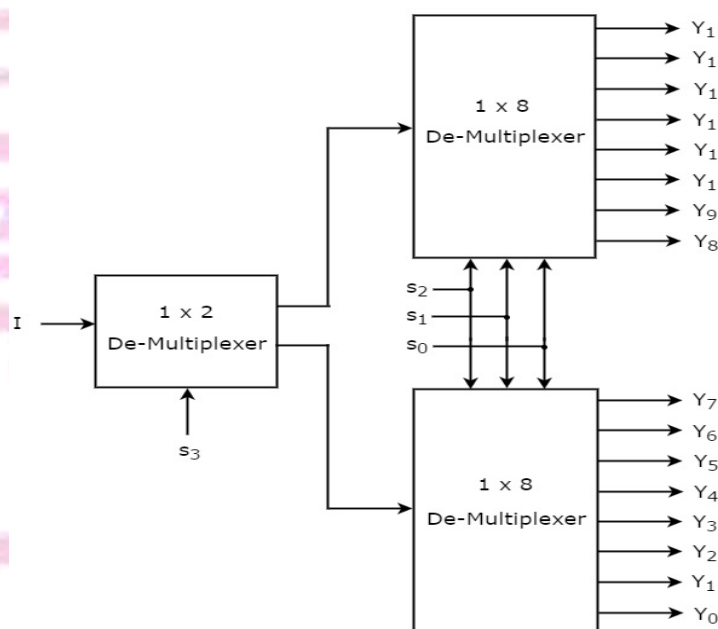 Y1
Y1
Y1
Y1
Y1
Y1
Y9
Y8
1 x 8
De-Multiplexer
s2
s1
s0
I
1 x 2
De-Multiplexer
s3
1 x 8
De-Multiplexer
Y7
Y6
Y5
Y4
Y3
Y2
Y1
Y0